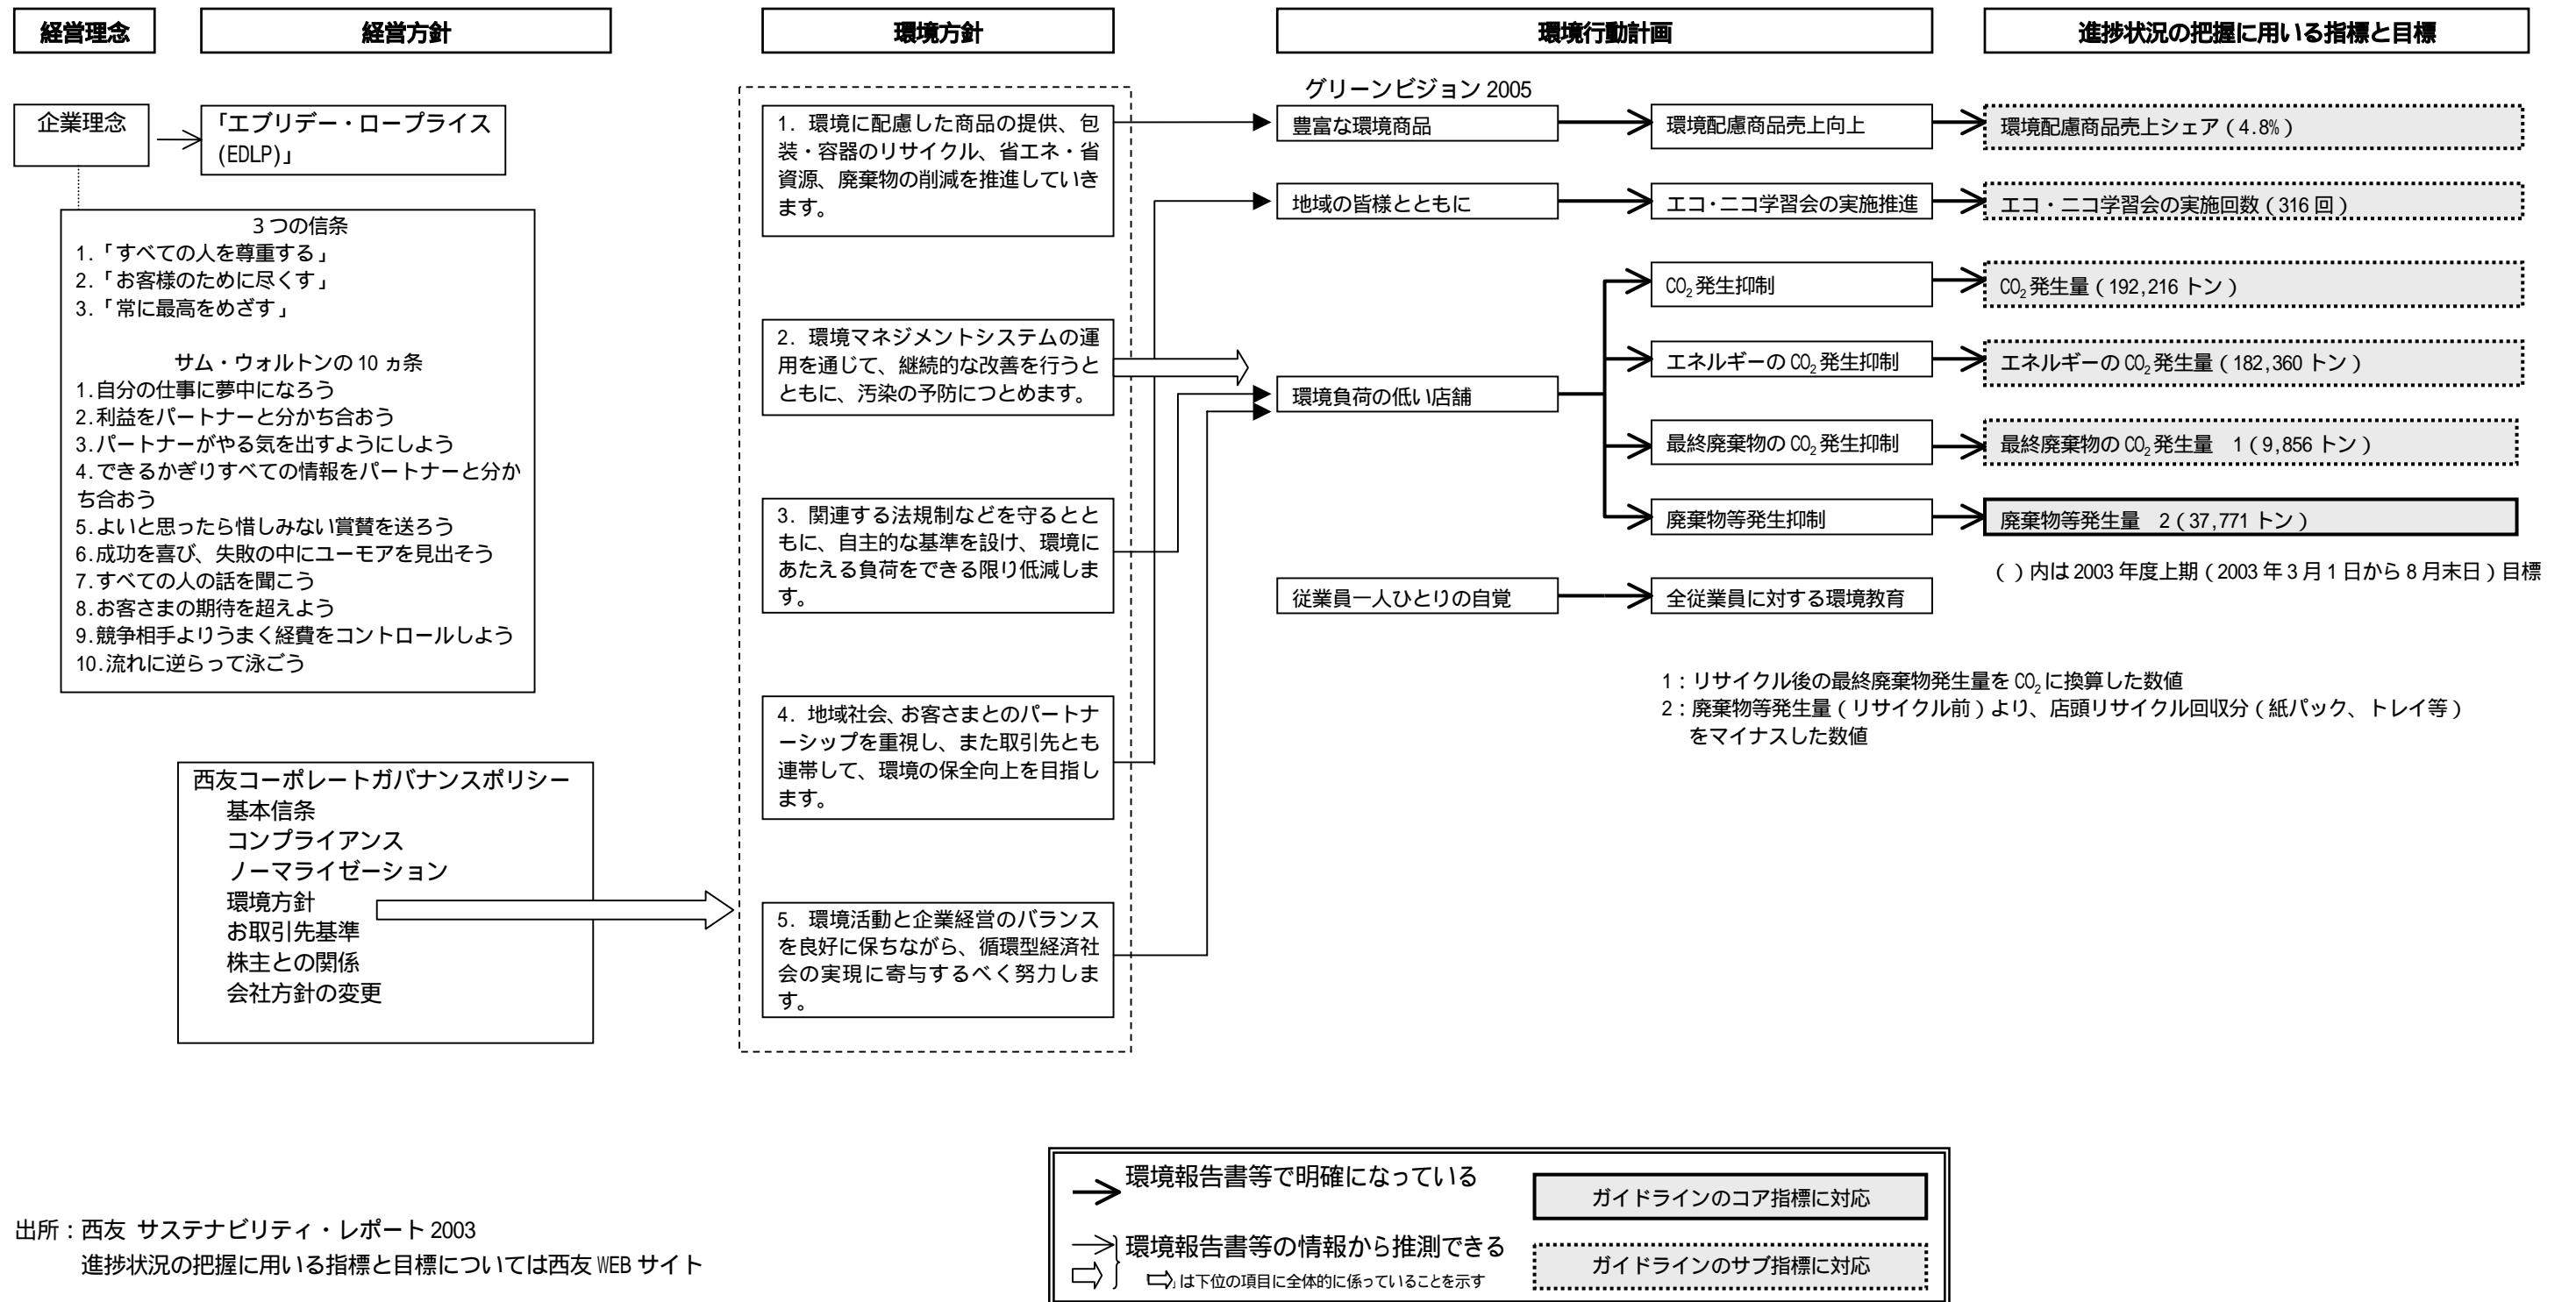 経営理念
経営方針
環境方針
環境行動計画
進捗状況の把握に用いる指標と目標
企業理念
「エブリデー・ロープライス
(EDLP)」
3つの信条
1.「すべての人を尊重する」
2.「お客様のために尽くす」
3.「常に最高をめざす」
サム・ウォルトンの10ヵ条
1.自分の仕事に夢中になろう
2.利益をパートナーと分かち合おう
3.パートナーがやる気を出すようにしよう
4.できるかぎりすべての情報をパートナーと分か
ち合おう
5.よいと思ったら惜しみない賞賛を送ろう
6.成功を喜び、失敗の中にユーモアを見出そう
7.すべての人の話を聞こう
8.お客さまの期待を超えよう
9.競争相手よりうまく経費をコントロールしよう
10.流れに逆らって泳ごう
西友コーポレートガバナンスポリシー
基本信条
コンプライアンス
ノーマライゼーション
環境方針
お取引先基準
株主との関係
会社方針の変更
1. 環境に配慮した商品の提供、包
装・容器のリサイクル、省エネ・省
資源、廃棄物の削減を推進していき
ます。
2. 環境マネジメントシステムの運
用を通じて、継続的な改善を行うと
ともに、汚染の予防につとめます。
3. 関連する法規制などを守るとと
もに、自主的な基準を設け、環境に
あたえる負荷をできる限り低減しま
す。
4. 地域社会、お客さまとのパートナ
ーシップを重視し、また取引先とも
連帯して、環境の保全向上を目指し
ます。
5. 環境活動と企業経営のバランス
を良好に保ちながら、循環型経済社
会の実現に寄与するべく努力しま
す。
グリーンビジョン2005
豊富な環境商品
環境配慮商品売上向上
環境配慮商品売上シェア(4.8%)
地域の皆様とともに
エコ・ニコ学習会の実施推進
エコ・ニコ学習会の実施回数(316回)
CO₂発生抑制
CO₂発生量(192,216トン)
エネルギーのCO₂発生抑制
エネルギーのCO₂発生量(182,360トン)
環境負荷の低い店舗
最終廃棄物のCO₂発生抑制
最終廃棄物のCO₂発生量 1(9,856トン)
廃棄物等発生抑制
廃棄物等発生量 2(37,771トン)
()内は2003年度上期(2003年3月1日から8月末日)目標
従業員一人ひとりの自覚
全従業員に対する環境教育
1:リサイクル後の最終廃棄物発生量をCO₂に換算した数値
2:廃棄物等発生量(リサイクル前)より、店頭リサイクル回収分(紙パック、トレイ等)
をマイナスした数値
出所:西友 サステナビリティ・レポート2003
進捗状況の把握に用いる指標と目標については西友WEBサイト
環境報告書等で明確になっている
ガイドラインのコア指標に対応
環境報告書等の情報から推測できる
「⇨」は下位の項目に全体的に係っていることを示す
ガイドラインのサブ指標に対応